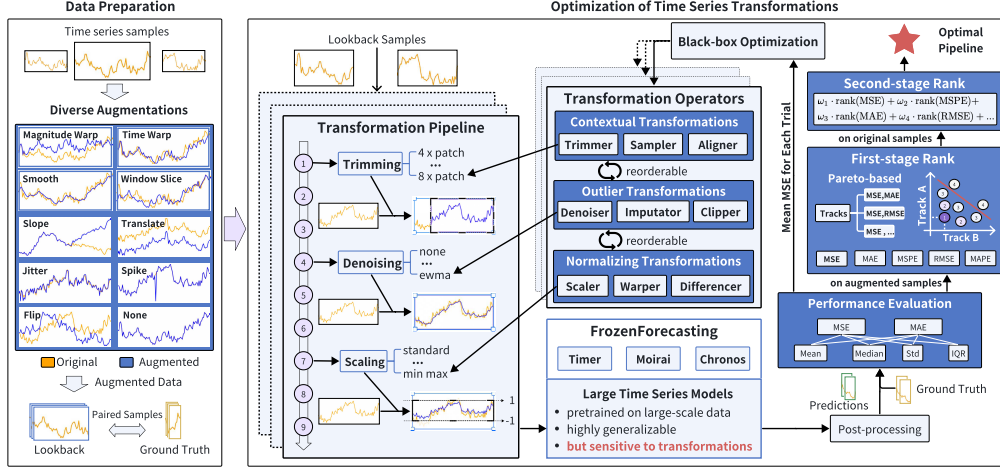 Data Preparation
Time series samples
Diverse Augmentations
Magnitude Warp
Time Warp
Smooth
Window Slice
Slope
Translate
Jitter
Spike
Flip
None
Original
Augmented
Augmented Data
Paired Samples
Lookback
Ground Truth
Optimization of Time Series Transformations
Lookback Samples
Transformation Pipeline
1
2
3
4
5
6
7
8
9
Trimming
4 x patch
...
8 x patch
Denoising
none
...
ewma
Scaling
standard
...
min max
1
-1
Black-box Optimization
Transformation Operators
Contextual Transformations
Trimmer
Sampler
Aligner
reorderable
Outlier Transformations
Denoiser
Imputator
Clipper
reorderable
Normalizing Transformations
Scaler
Warper
Differencer
FrozenForecasting
Timer
Moirai
Chronos
Large Time Series Models
• pretrained on large-scale data
• highly generalizable
• but sensitive to transformations
Mean MSE for Each Trial
Optimal
Pipeline
Second-stage Rank
ω₁ · rank(MSE) + ω₂ · rank(MSPE)+
ω₃ · rank(MAE) + ω₄ · rank(RMSE) + ...
on original samples
First-stage Rank
Pareto-based
Tracks
MSE,MAE
MSE,RMSE
MSE , ...
Track A
Track B
MSE
MAE
MSPE
RMSE
MAPE
on augmented samples
Performance Evaluation
MSE
MAE
Mean
Median
Std
IQR
Predictions
Ground Truth
Post-processing